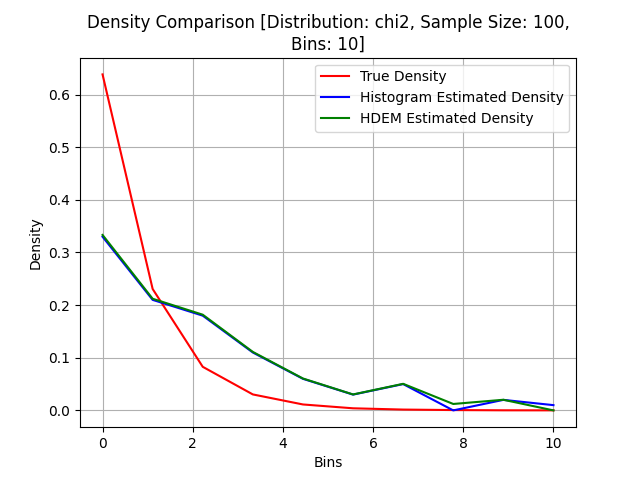 Density Comparison [Distribution: chi2, Sample Size: 100,
Bins: 10]
True Density
Histogram Estimated Density
HDEM Estimated Density
Density
0.6
0.5
0.4
0.3
0.2
0.1
0.0
0 2 4 6 8 10
Bins